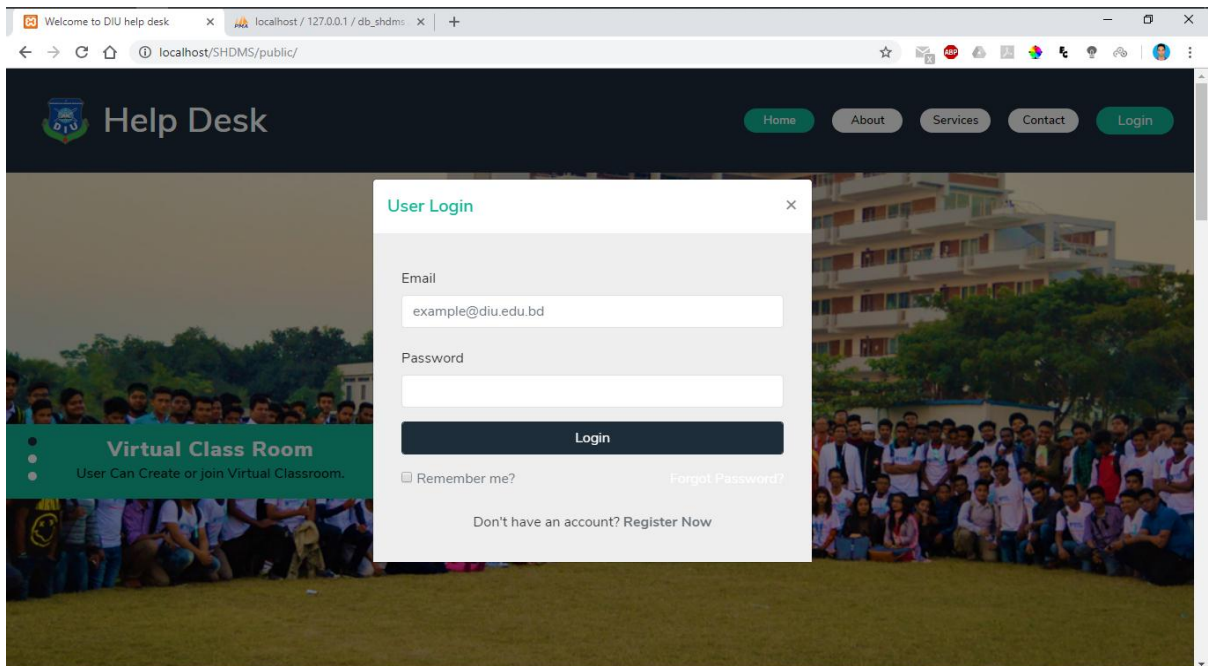 Welcome to DIU help desk
localhost / 127.0.0.1 / db_shdms
localhost/SHDMS/public/
ABP
DIU
Help Desk
Home
About
Services
Contact
Login
User Login
Email
example@diu.edu.bd
Password
Login
Remember me?
Forgot Password?
Don't have an account? Register Now
Virtual Class Room
User Can Create or join Virtual Classroom.